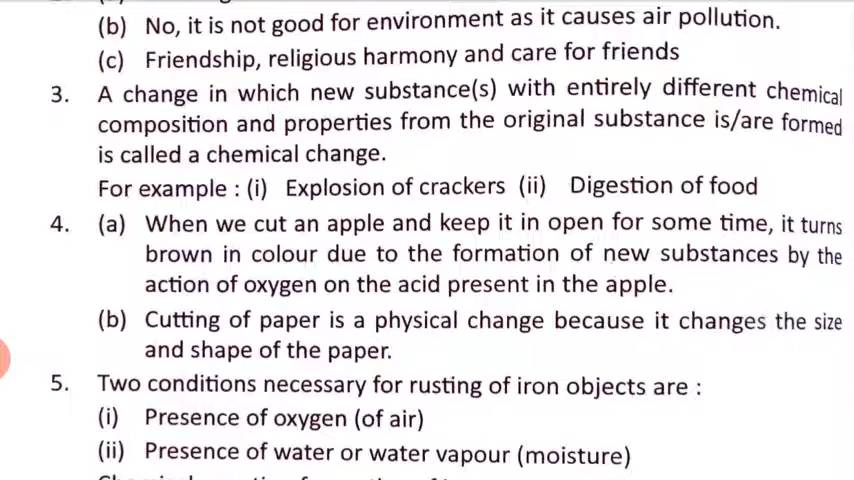 (b) No, it is not good for environment as it causes air pollution.
(c) Friendship, religious harmony and care for friends
3. A change in which new substance(s) with entirely different chemical
composition and properties from the original substance is/are formed
is called a chemical change.
For example : (i) Explosion of crackers (ii) Digestion of food
4. (a) When we cut an apple and keep it in open for some time, it turns
brown in colour due to the formation of new substances by the
action of oxygen on the acid present in the apple.
(b) Cutting of paper is a physical change because it changes the size
and shape of the paper.
5. Two conditions necessary for rusting of iron objects are :
(i) Presence of oxygen (of air)
(ii) Presence of water or water vapour (moisture)